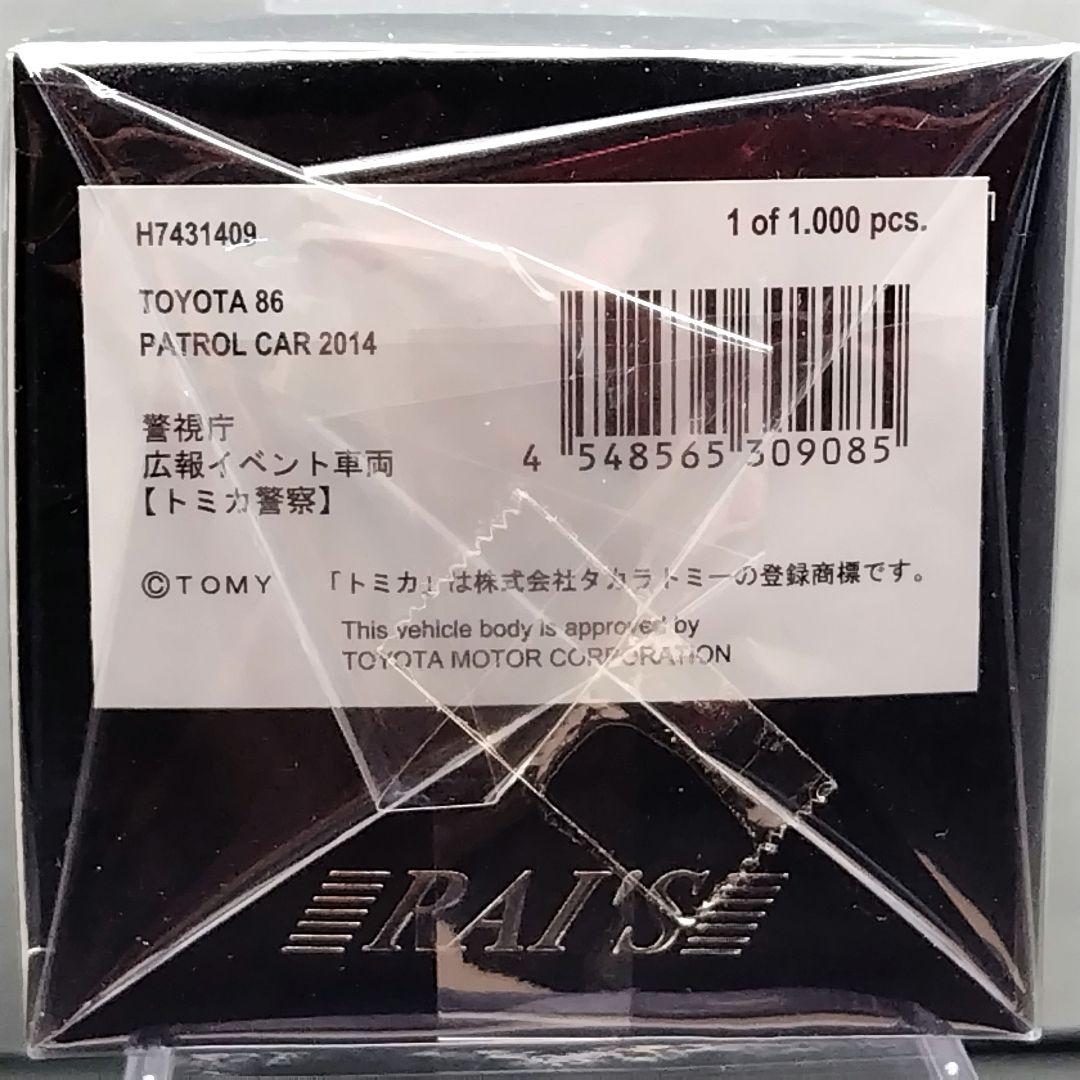 H7431409
1 of 1.000 pcs.
TOYOTA 86
PATROL CAR 2014
警視庁
広報イベント車両
【トミカ警察】
4 548565 309085
©TOMY 「トミカ」は株式会社タカラトミーの登録商標です。
This vehicle body is approved by
TOYOTA MOTOR CORPORATION
RAI'S